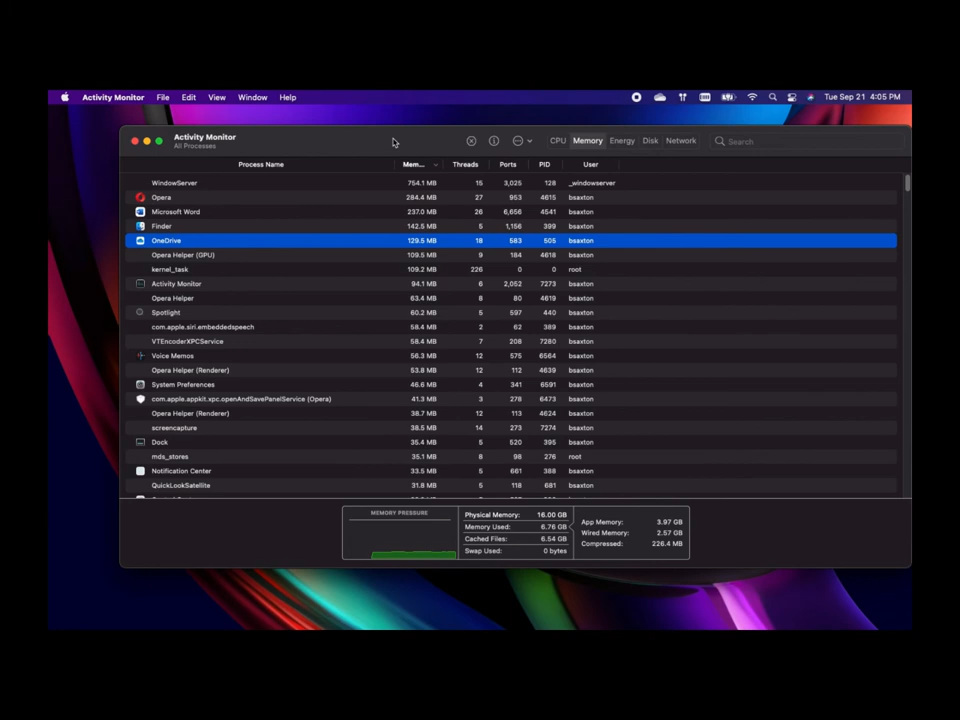 Activity Monitor File Edit View Window Help Tue Sep 21 4:05 PM
Activity Monitor
All Processes
CPU Memory Energy Disk Network Search
Process Name Mem... Threads Ports PID User
WindowServer 754.1 MB 15 3,025 128 _windowserver
Opera 284.4 MB 27 953 4615 bsaxton
Microsoft Word 237.0 MB 26 6,656 4541 bsaxton
Finder 142.5 MB 5 1,156 399 bsaxton
OneDrive 129.5 MB 18 583 505 bsaxton
Opera Helper (GPU) 109.5 MB 9 184 4618 bsaxton
kernel_task 109.2 MB 226 0 0 root
Activity Monitor 94.1 MB 6 2,052 7273 bsaxton
Opera Helper 63.4 MB 8 80 4619 bsaxton
Spotlight 60.2 MB 5 597 440 bsaxton
com.apple.siri.embeddedspeech 58.4 MB 2 62 389 bsaxton
VTEncoderXPCService 58.4 MB 7 208 7280 bsaxton
Voice Memos 56.3 MB 12 575 6564 bsaxton
Opera Helper (Renderer) 53.8 MB 12 112 4639 bsaxton
System Preferences 46.6 MB 4 341 6591 bsaxton
com.apple.appkit.xpc.openAndSavePanelService (Opera) 41.3 MB 3 278 6473 bsaxton
Opera Helper (Renderer) 38.7 MB 12 113 4624 bsaxton
screencapture 38.5 MB 14 273 7274 bsaxton
Dock 35.4 MB 5 520 395 bsaxton
mds_stores 35.1 MB 8 98 276 root
Notification Center 33.5 MB 5 661 388 bsaxton
QuickLookSatellite 31.8 MB 5 118 681 bsaxton
MEMORY PRESSURE
Physical Memory: 16.00 GB
Memory Used: 6.76 GB
Cached Files: 6.54 GB
Swap Used: 0 bytes
App Memory: 3.97 GB
Wired Memory: 2.57 GB
Compressed: 226.4 MB